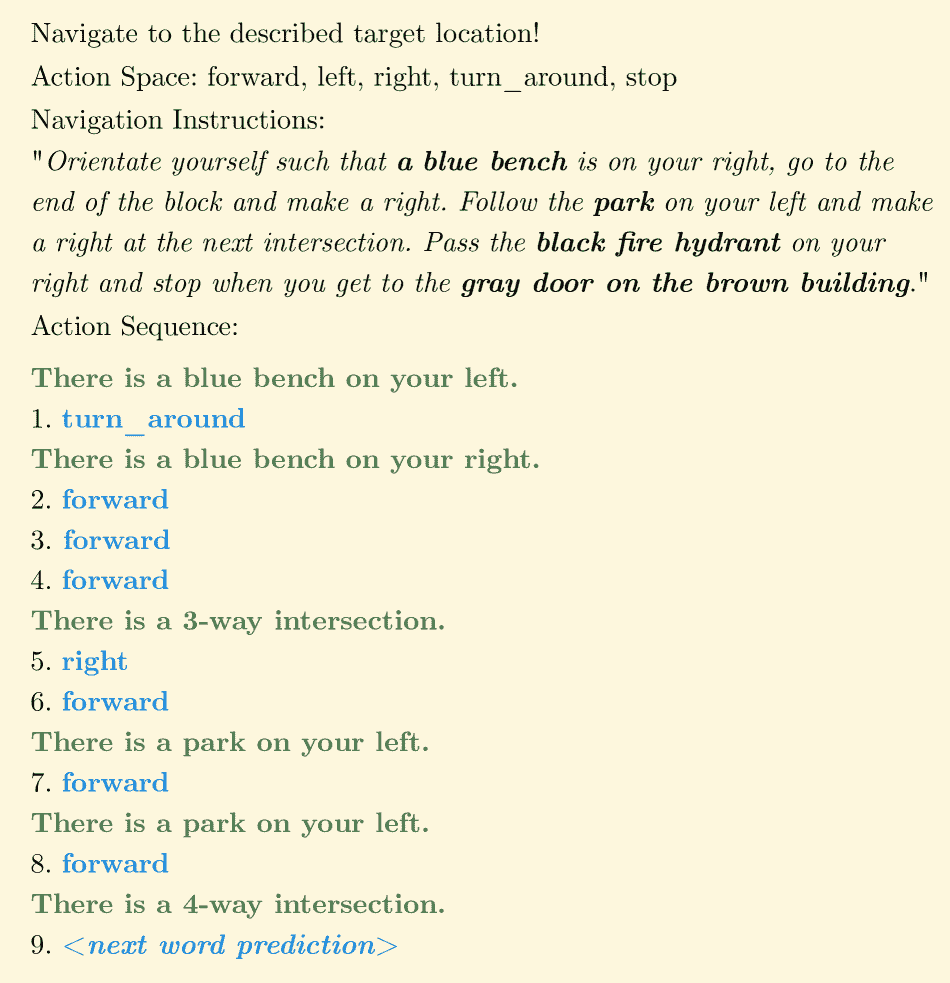 Navigate to the described target location!
Action Space: forward, left, right, turn_around, stop
Navigation Instructions:
"Orientate yourself such that a blue bench is on your right, go to the
end of the block and make a right. Follow the park on your left and make
a right at the next intersection. Pass the black fire hydrant on your
right and stop when you get to the gray door on the brown building."
Action Sequence:
There is a blue bench on your left.
1. turn_around
There is a blue bench on your right.
2. forward
3. forward
4. forward
There is a 3-way intersection.
5. right
6. forward
There is a park on your left.
7. forward
There is a park on your left.
8. forward
There is a 4-way intersection.
9. <next word prediction>